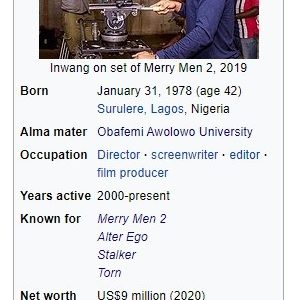 Inwang on set of Merry Men 2, 2019
Born January 31, 1978 (age 42)
Surulere, Lagos, Nigeria
Alma mater Obafemi Awolowo University
Occupation Director · screenwriter · editor ·
film producer
Years active 2000-present
Known for Merry Men 2
Alter Ego
Stalker
Torn
Net worth US$9 million (2020)